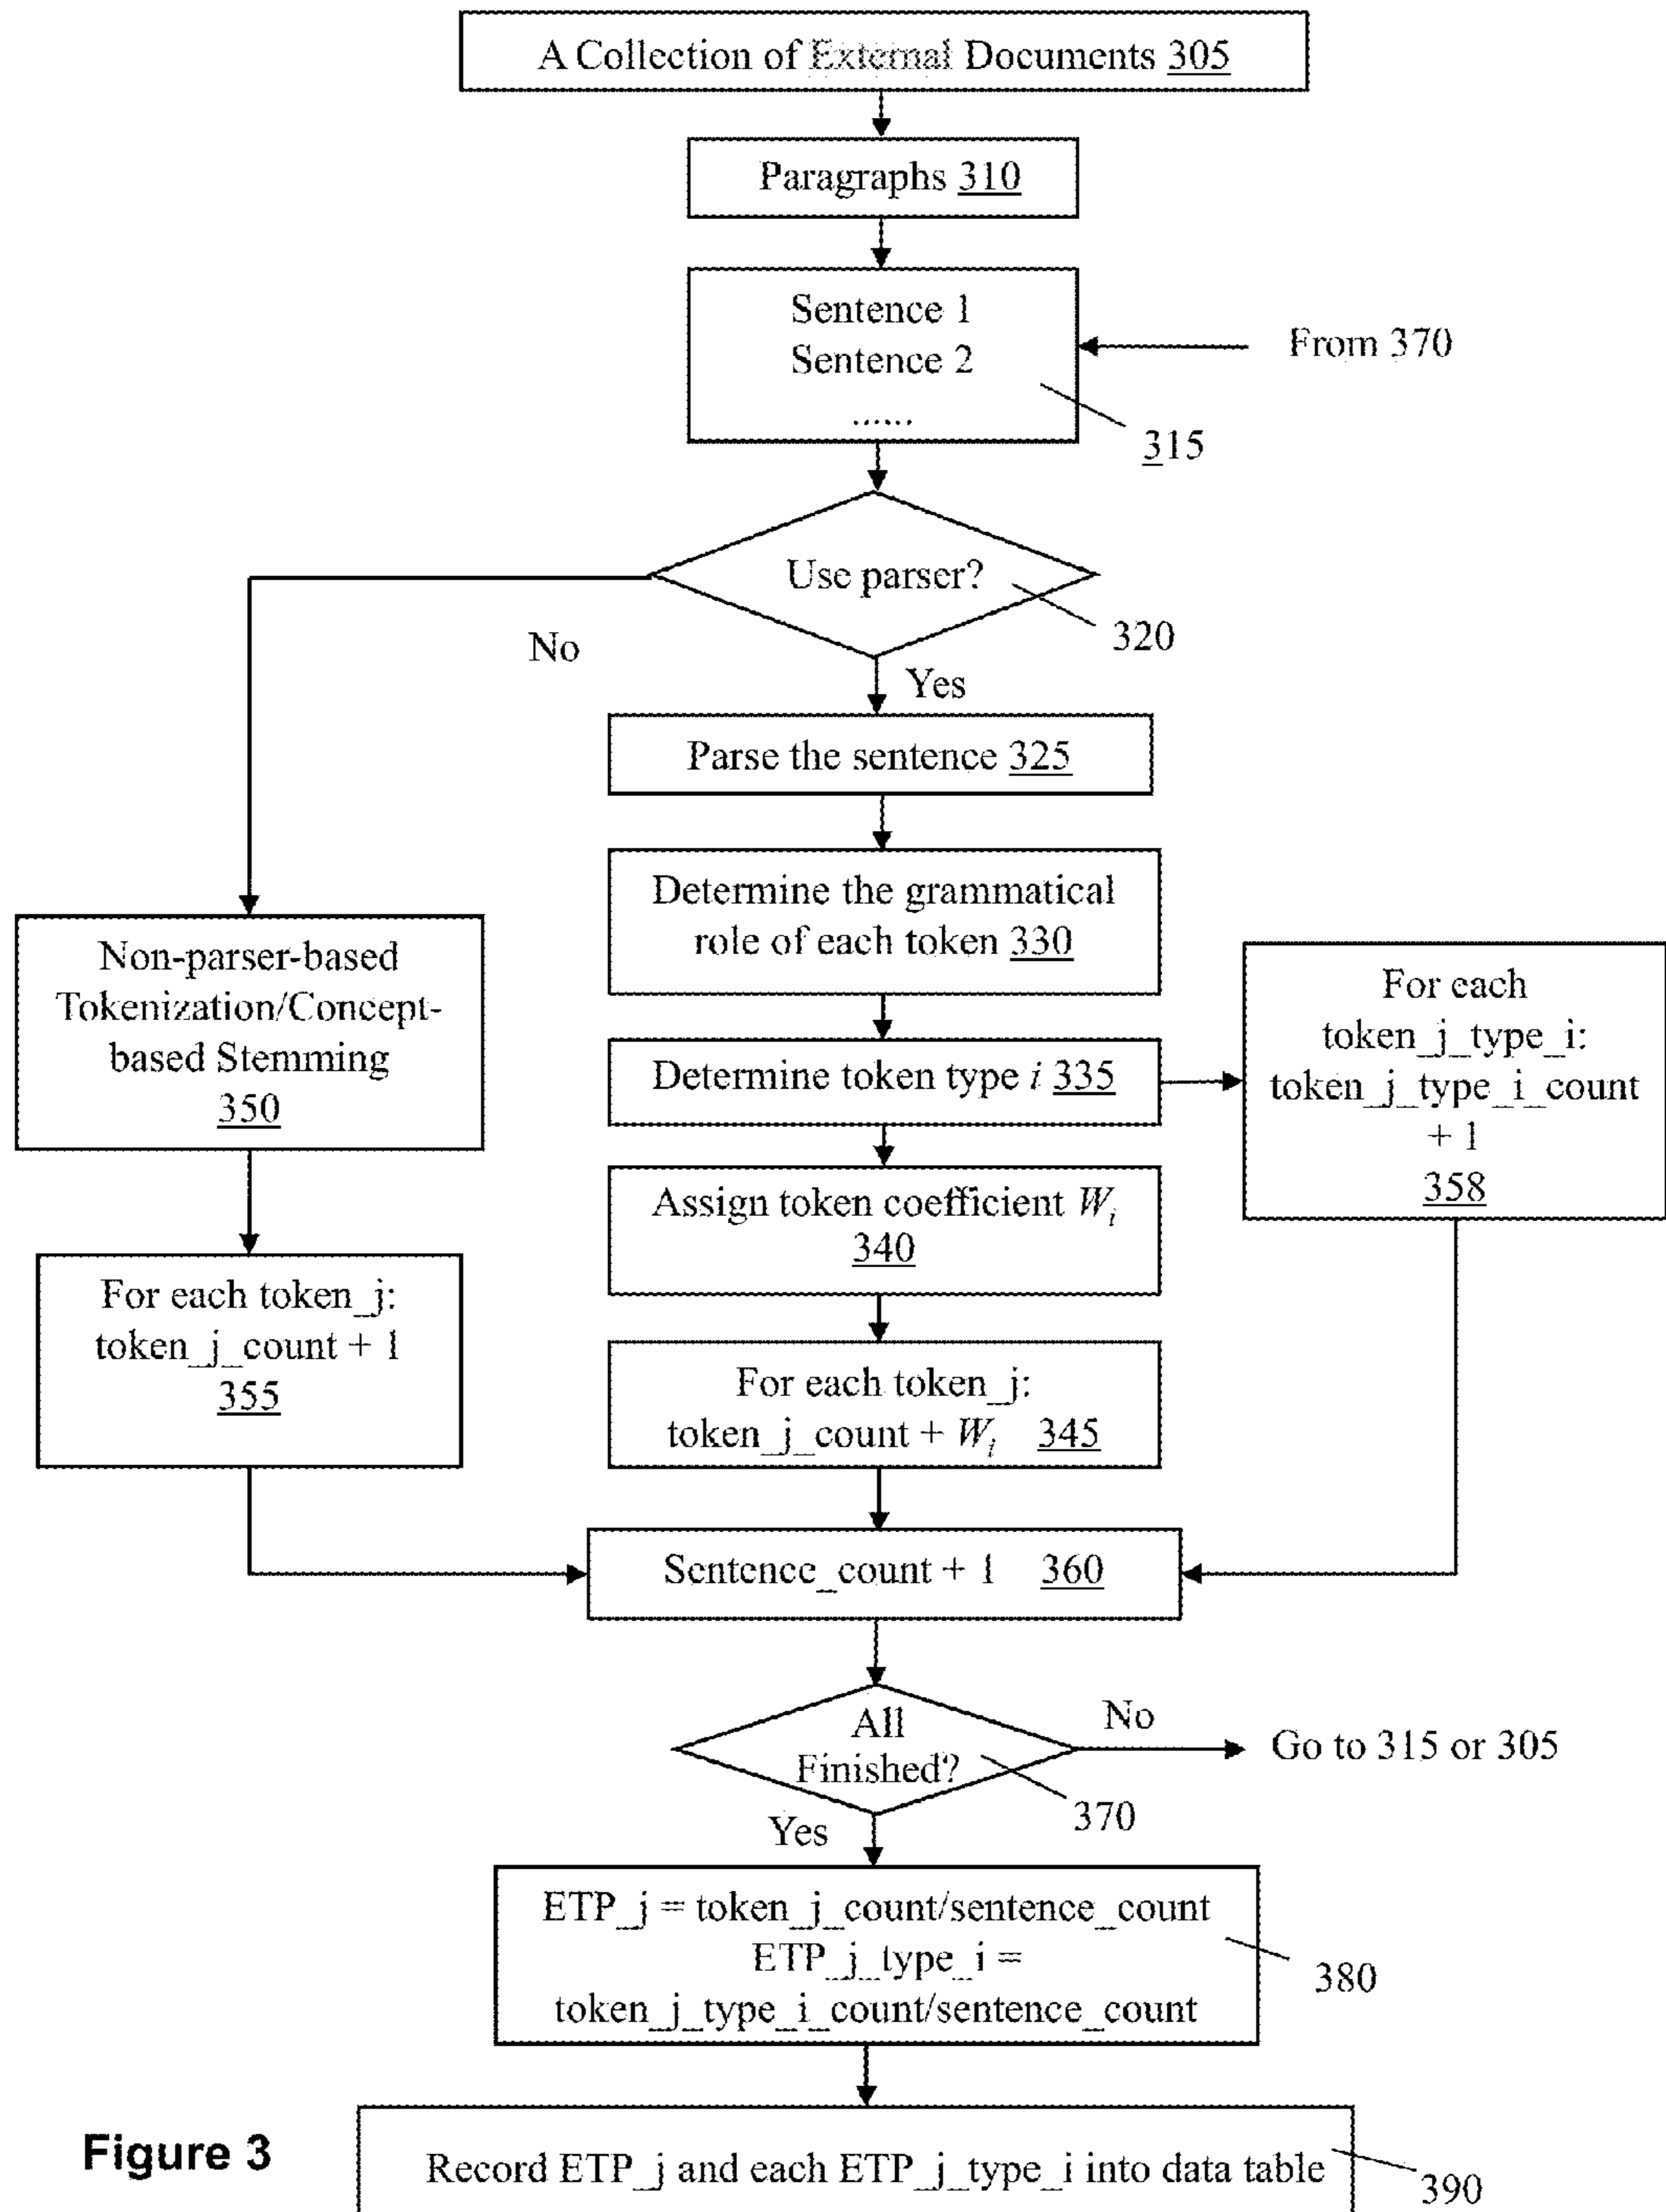 A Collection of External Documents 305
Paragraphs 310
Sentence 1
Sentence 2
......
From 370
315
Use parser?
320
No
Yes
Parse the sentence 325
Determine the grammatical
role of each token 330
Non-parser-based
Tokenization/Concept-
based Stemming
350
Determine token type i 335
For each
token_j_type_i:
token_j_type_i_count
+ 1
358
Assign token coefficient W_i
340
For each token_j:
token_j_count + 1
355
For each token_j:
token_j_count + W_i 345
Sentence_count + 1 360
All
Finished?
No
Go to 315 or 305
370
Yes
ETP_j = token_j_count/sentence_count
ETP_j_type_i =
token_j_type_i_count/sentence_count
380
Figure 3
Record ETP_j and each ETP_j_type_i into data table
390